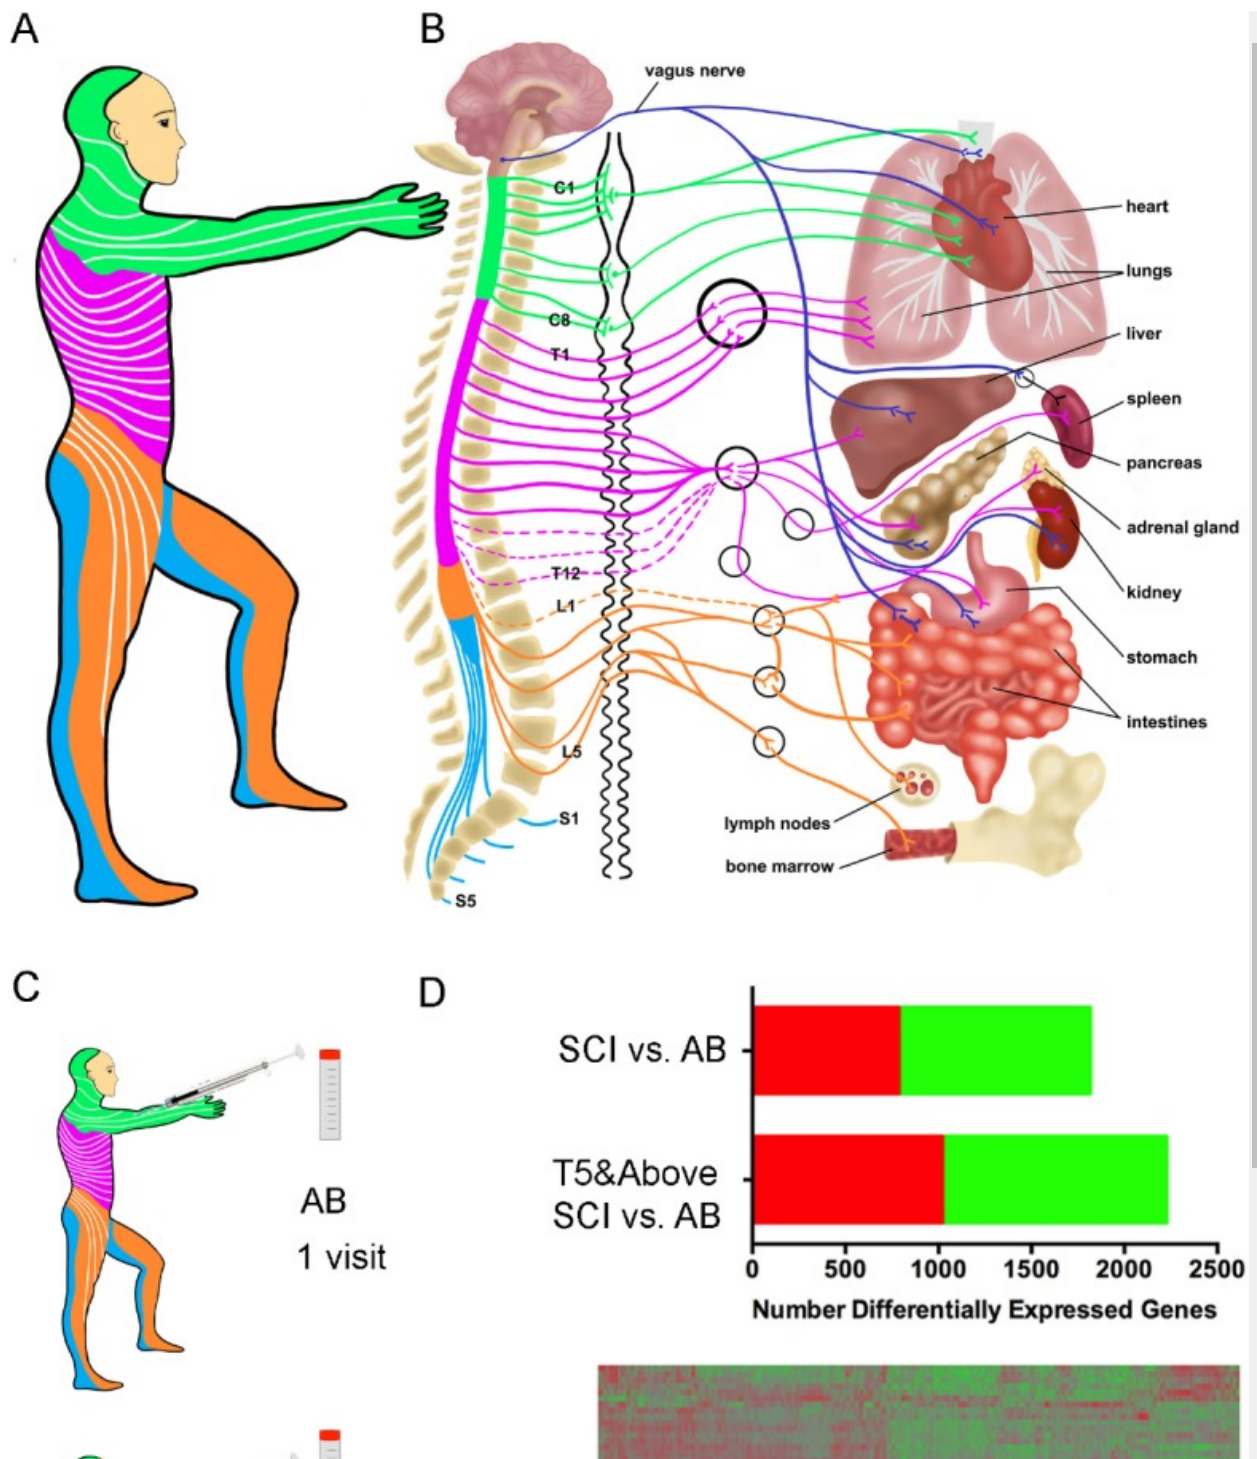 A
B
vagus nerve
C1
heart
lungs
C8
T1
liver
spleen
pancreas
adrenal gland
T12
L1
kidney
stomach
intestines
L5
lymph nodes
S1
bone marrow
S5
C
D
AB
1 visit
SCI vs. AB
T5&Above
SCI vs. AB
0 500 1000 1500 2000 2500
Number Differentially Expressed Genes